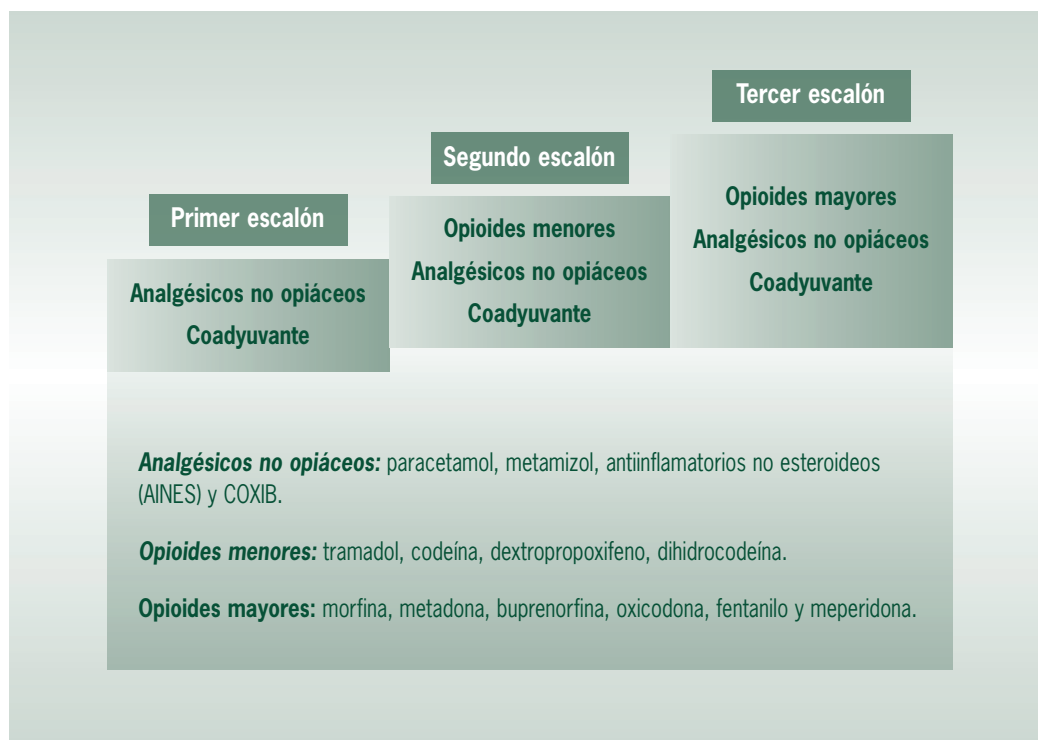 Primer escalón
Analgésicos no opiáceos
Coadyuvante
Segundo escalón
Opioides menores
Analgésicos no opiáceos
Coadyuvante
Tercer escalón
Opioides mayores
Analgésicos no opiáceos
Coadyuvante
Analgésicos no opiáceos: paracetamol, metamizol, antiinflamatorios no esteroideos
(AINES) y COXIB.
Opioides menores: tramadol, codeína, dextropropoxifeno, dihidrocodeína.
Opioides mayores: morfina, metadona, buprenorfina, oxicodona, fentanilo y meperidona.